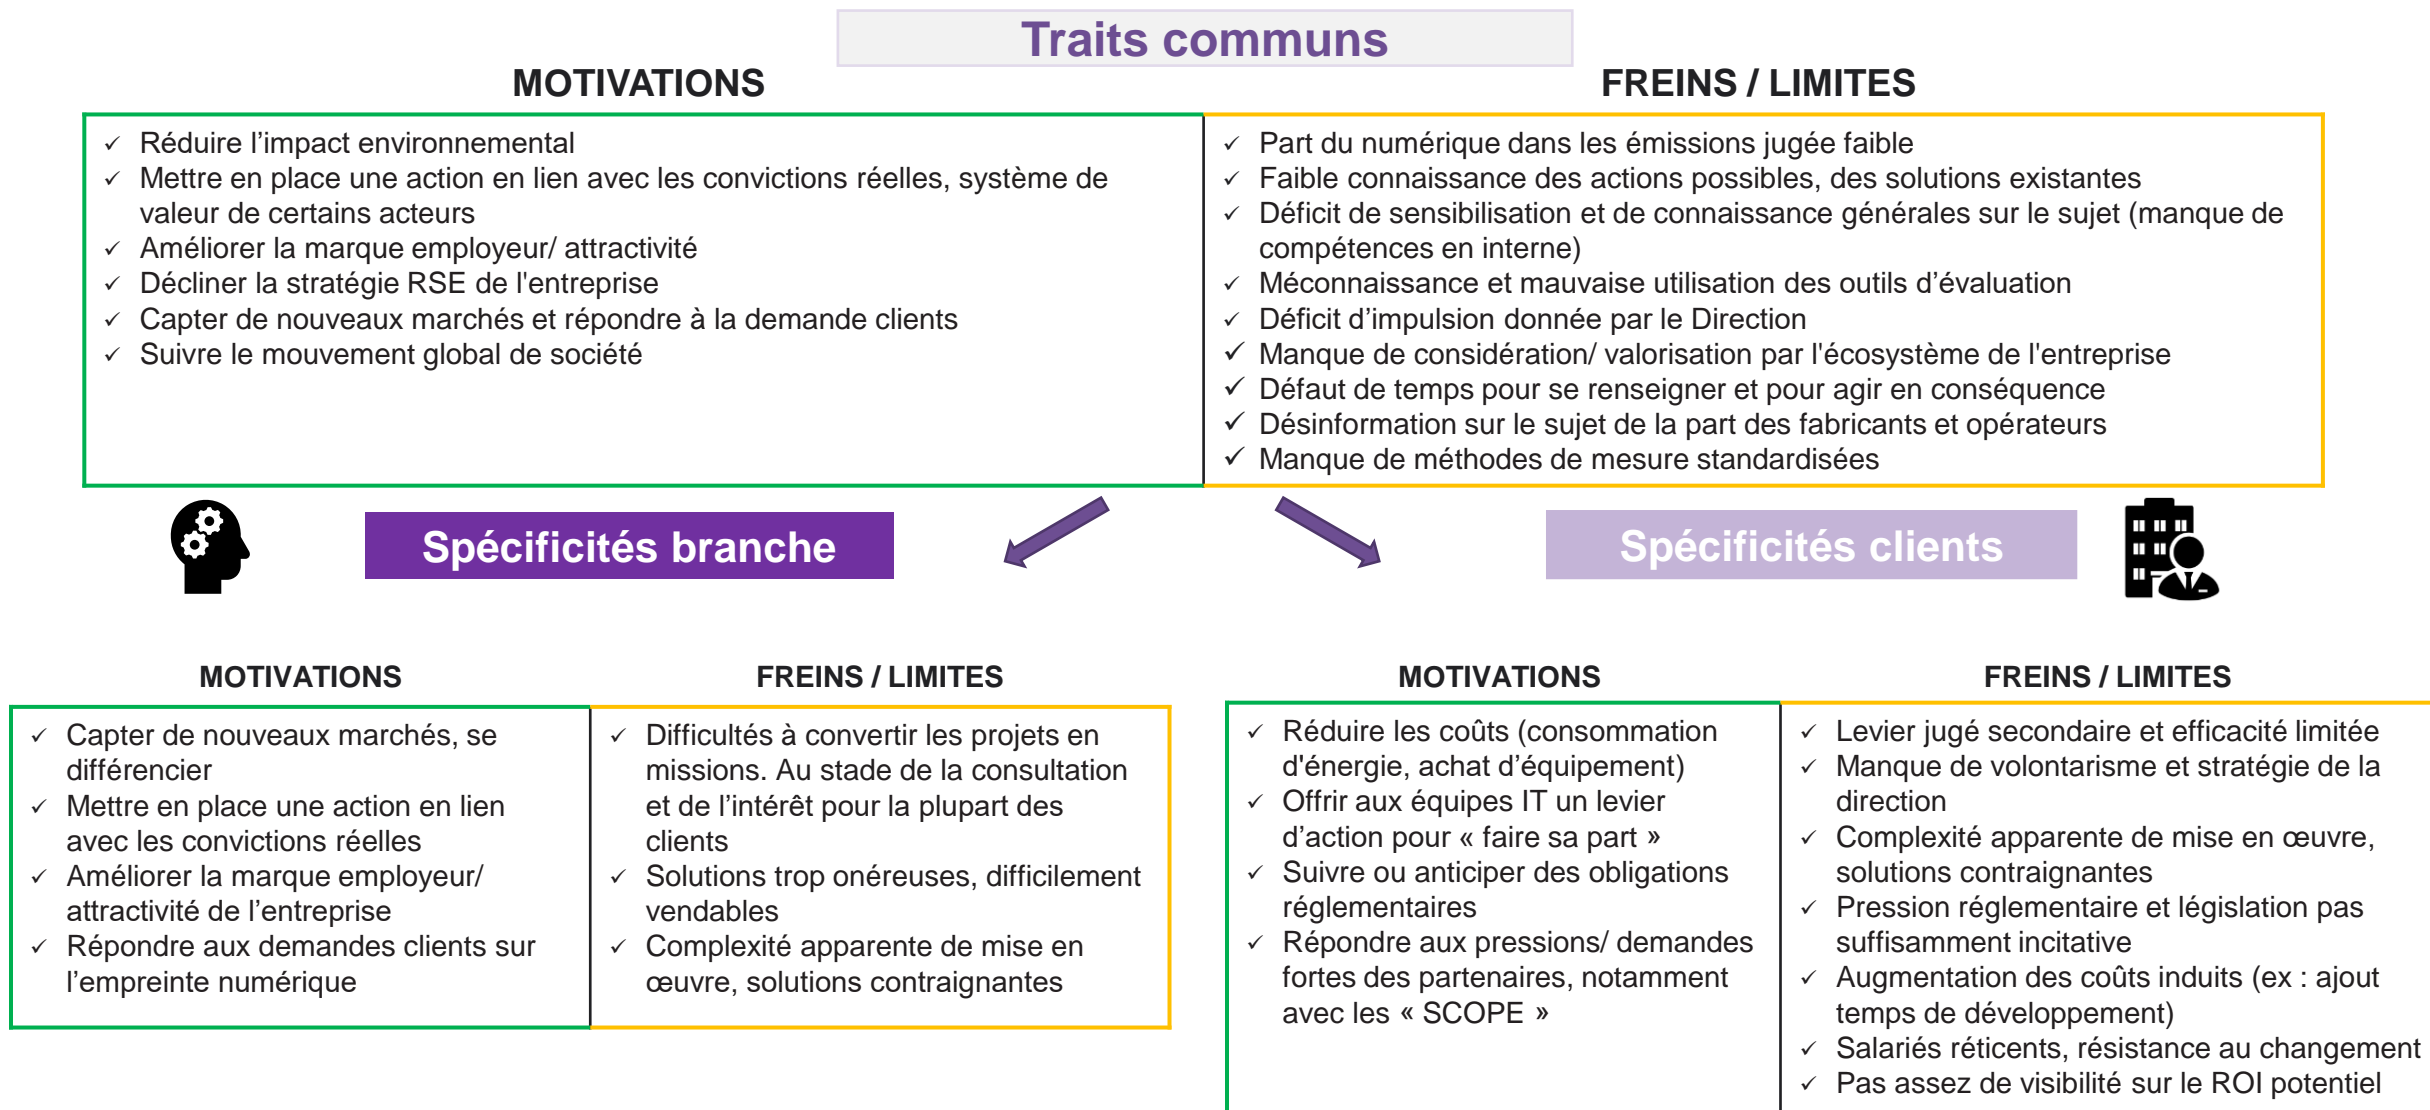 Traits communs
MOTIVATIONS
Réduire l’impact environnemental
Mettre en place une action en lien avec les convictions réelles, système de
valeur de certains acteurs
Améliorer la marque employeur/ attractivité
Décliner la stratégie RSE de l'entreprise
Capter de nouveaux marchés et répondre à la demande clients
Suivre le mouvement global de société
FREINS / LIMITES
Part du numérique dans les émissions jugée faible
Faible connaissance des actions possibles, des solutions existantes
Déficit de sensibilisation et de connaissance générales sur le sujet (manque de
compétences en interne)
Méconnaissance et mauvaise utilisation des outils d’évaluation
Déficit d’impulsion donnée par le Direction
Manque de considération/ valorisation par l'écosystème de l'entreprise
Défaut de temps pour se renseigner et pour agir en conséquence
Désinformation sur le sujet de la part des fabricants et opérateurs
Manque de méthodes de mesure standardisées
Spécificités branche
MOTIVATIONS
Capter de nouveaux marchés, se
différencier
Mettre en place une action en lien
avec les convictions réelles
Améliorer la marque employeur/
attractivité de l’entreprise
Répondre aux demandes clients sur
l’empreinte numérique
FREINS / LIMITES
Difficultés à convertir les projets en
missions. Au stade de la consultation
et de l’intérêt pour la plupart des
clients
Solutions trop onéreuses, difficilement
vendables
Complexité apparente de mise en
œuvre, solutions contraignantes
Spécificités clients
MOTIVATIONS
Réduire les coûts (consommation
d'énergie, achat d’équipement)
Offrir aux équipes IT un levier
d’action pour « faire sa part »
Suivre ou anticiper des obligations
réglementaires
Répondre aux pressions/ demandes
fortes des partenaires, notamment
avec les « SCOPE »
FREINS / LIMITES
Levier jugé secondaire et efficacité limitée
Manque de volontarisme et stratégie de la
direction
Complexité apparente de mise en œuvre,
solutions contraignantes
Pression réglementaire et législation pas
suffisamment incitative
Augmentation des coûts induits (ex : ajout
temps de développement)
Salariés réticents, résistance au changement
Pas assez de visibilité sur le ROI potentiel